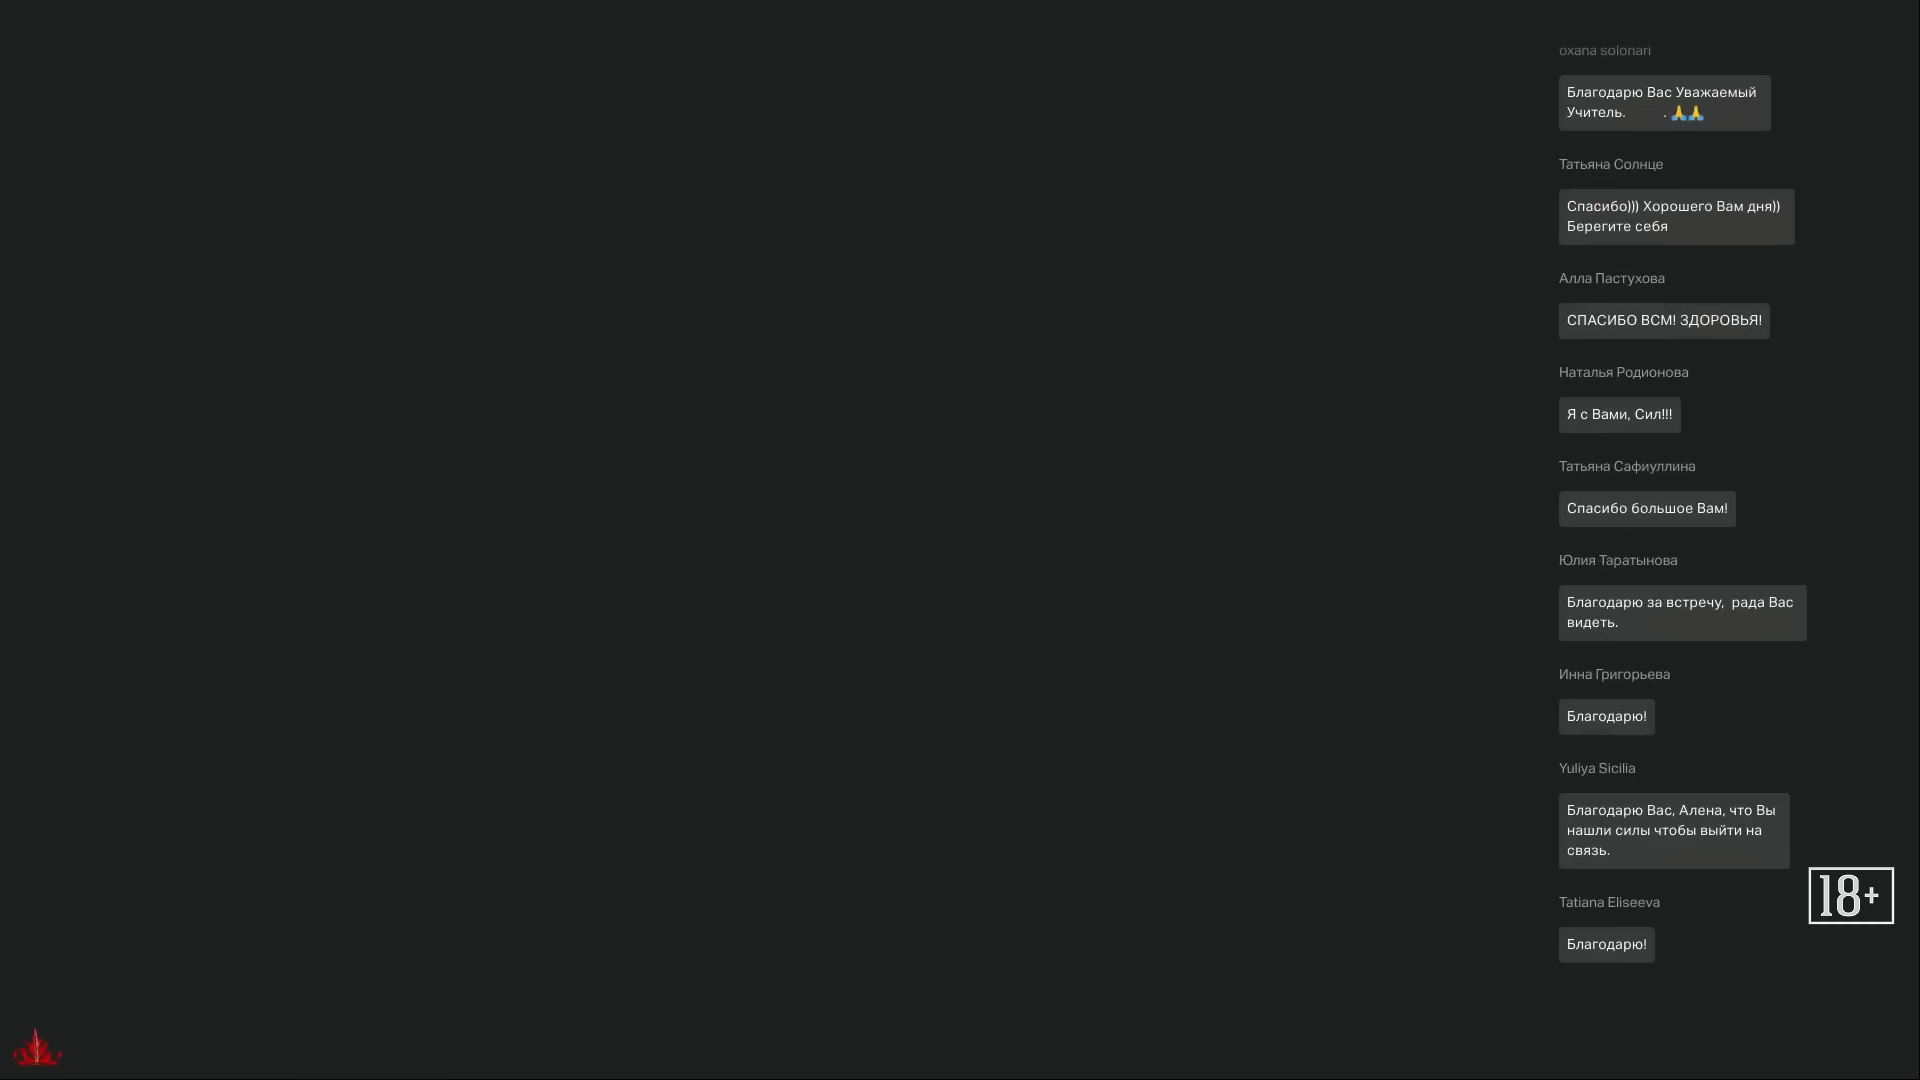 oxana solonari
Благодарю Вас Уважаемый
Учитель. . 🙏🙏
Татьяна Солнце
Спасибо))) Хорошего Вам дня))
Берегите себя
Алла Пастухова
СПАСИБО ВСМ! ЗДОРОВЬЯ!
Наталья Родионова
Я с Вами, Сил!!!
Татьяна Сафиуллина
Спасибо большое Вам!
Юлия Таратынова
Благодарю за встречу, рада Вас
видеть.
Инна Григорьева
Благодарю!
Yuliya Sicilia
Благодарю Вас, Алена, что Вы
нашли силы чтобы выйти на
связь.
18+
Tatiana Eliseeva
Благодарю!